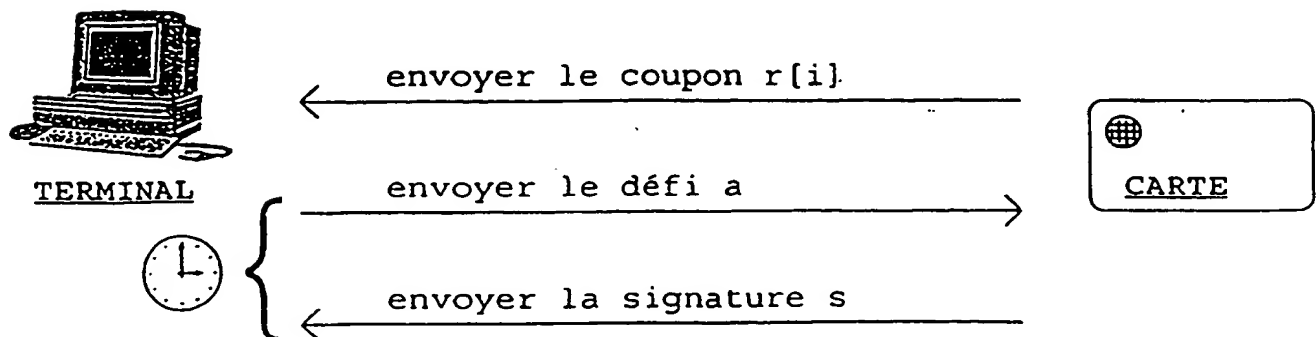 envoyer le coupon r[i]
TERMINAL
envoyer le défi a
CARTE
envoyer la signature s